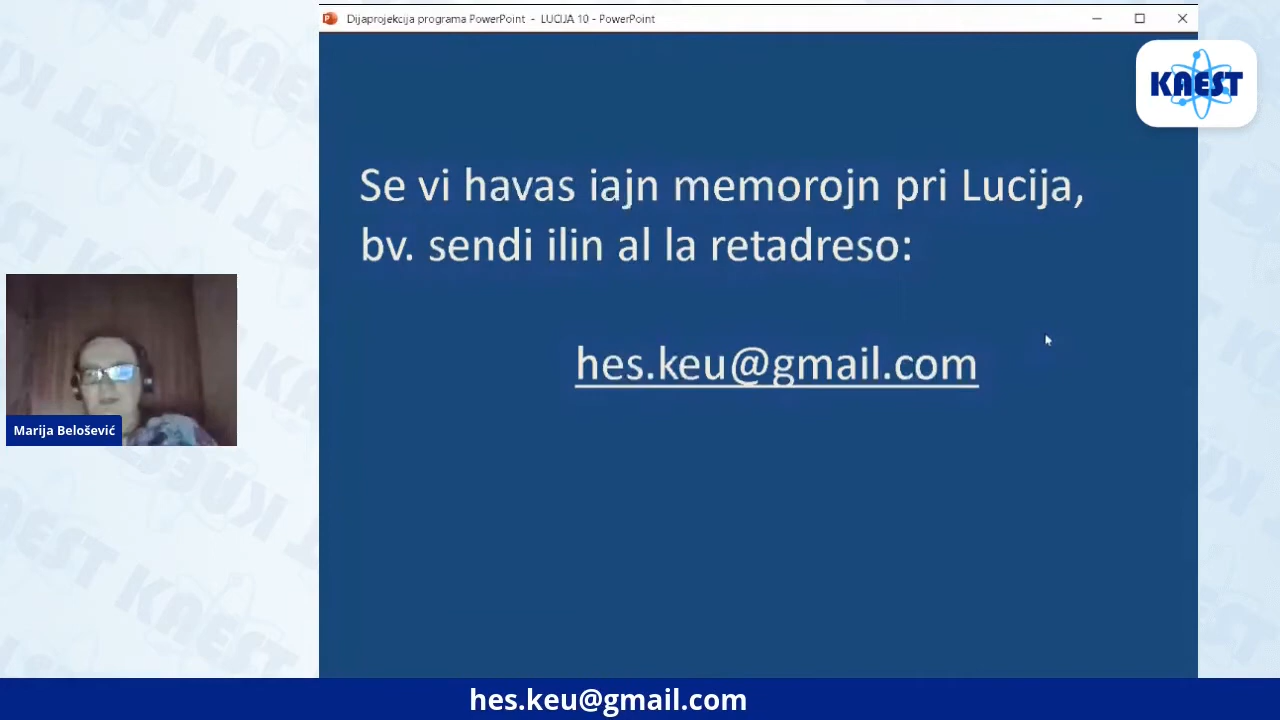 Dijaprojekcija programa PowerPoint - LUCIJA 10 - PowerPoint
KAEST
Se vi havas iajn memorojn pri Lucija,
bv. sendi ilin al la retadreso:
hes.keu@gmail.com
Marija Belošević
hes.keu@gmail.com